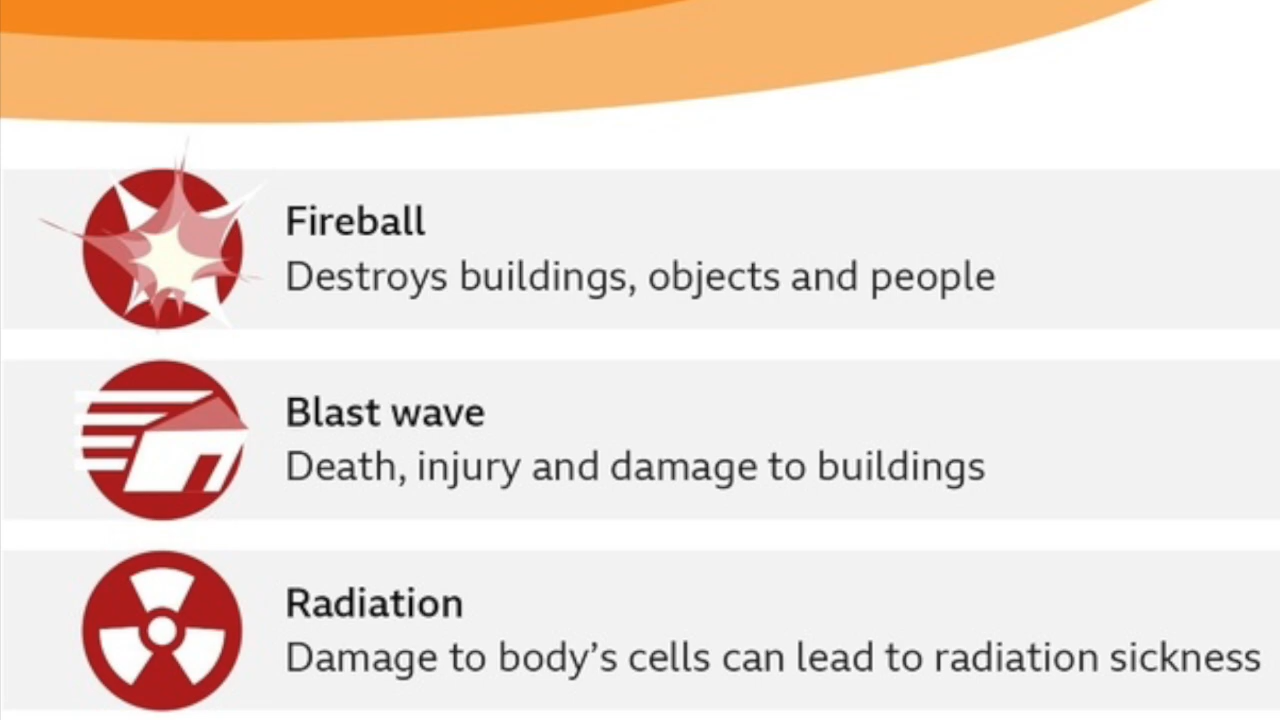 Fireball
Destroys buildings, objects and people
Blast wave
Death, injury and damage to buildings
Radiation
Damage to body’s cells can lead to radiation sickness